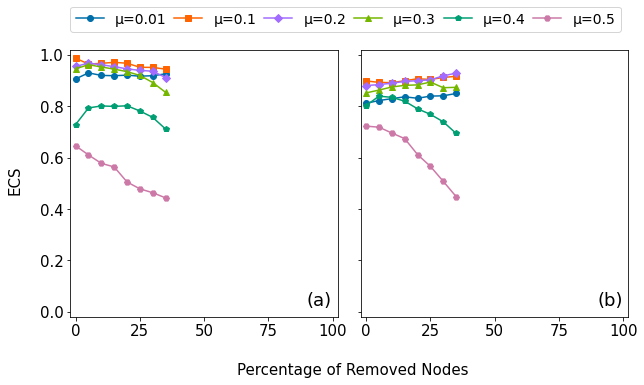 μ=0.01 μ=0.1 μ=0.2 μ=0.3 μ=0.4 μ=0.5
1.0
0.8
0.6
0.4
0.2
0.0
ECS
(a) (b)
0 25 50 75 100 0 25 50 75 100
Percentage of Removed Nodes